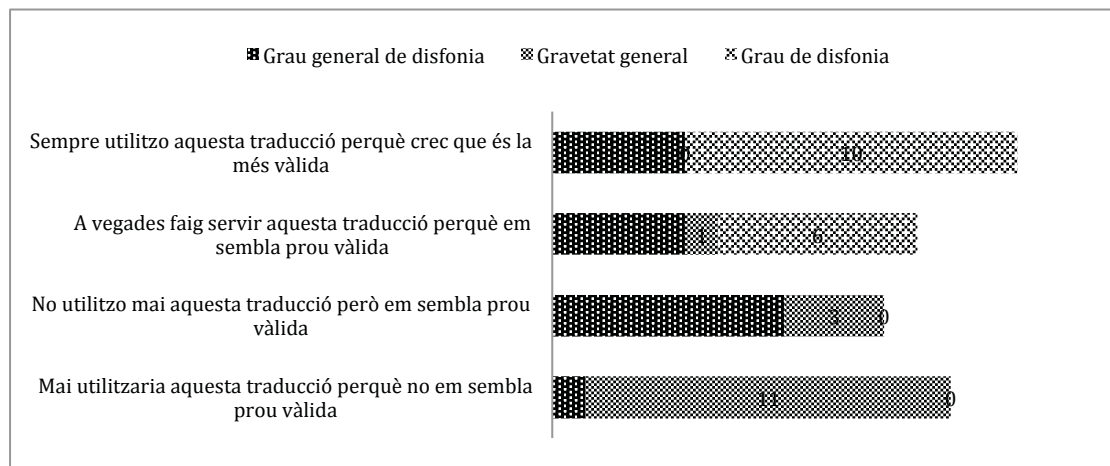 Grau general de disfonia Gravetat general Grau de disfonia
Sempre utilitzo aquesta traducció perquè crec que és la
més vàlida
0 10
A vegades faig servir aquesta traducció perquè em
sembla prou vàlida
1 6
No utilitzo mai aquesta traducció però em sembla prou
vàlida
3 0
Mai utilitzaria aquesta traducció perquè no em sembla
prou vàlida
11 0